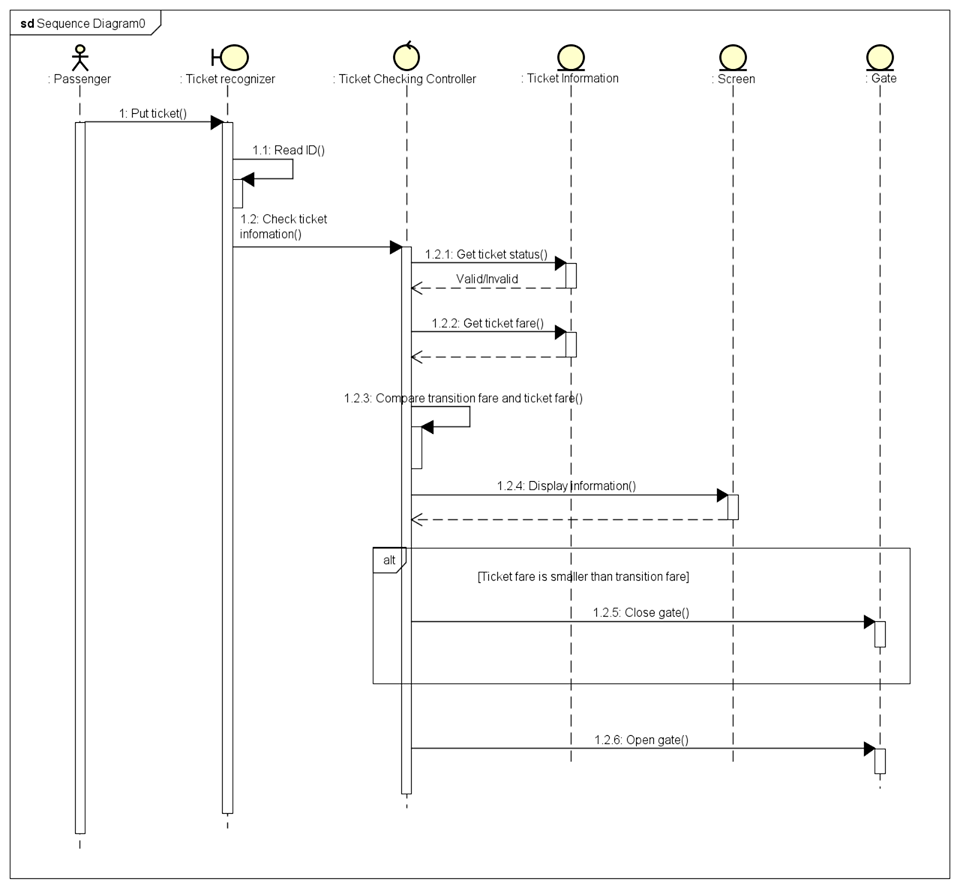 sd Sequence Diagram0
: Passenger
: Ticket recognizer
: Ticket Checking Controller
: Ticket Information
: Screen
: Gate
1: Put ticket()
1.1: Read ID()
1.2: Check ticket
infomation()
1.2.1: Get ticket status()
Valid/Invalid
1.2.2: Get ticket fare()
1.2.3: Compare transition fare and ticket fare()
1.2.4: Display information()
alt
[Ticket fare is smaller than transition fare]
1.2.5: Close gate()
1.2.6: Open gate()